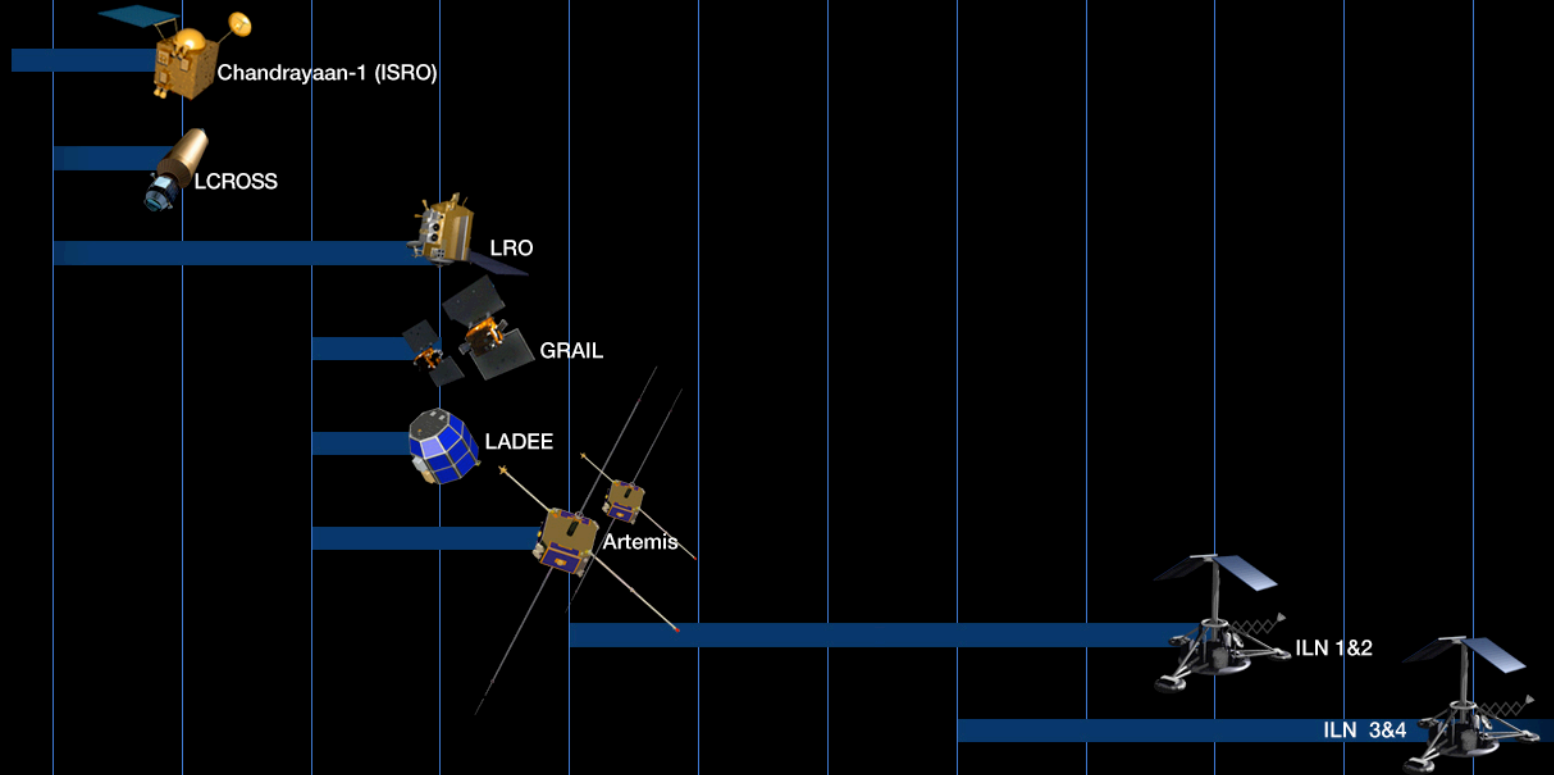 Chandrayaan-1 (ISRO)
LCROSS
LRO
GRAIL
LADEE
Artemis
ILN 1&2
ILN 3&4